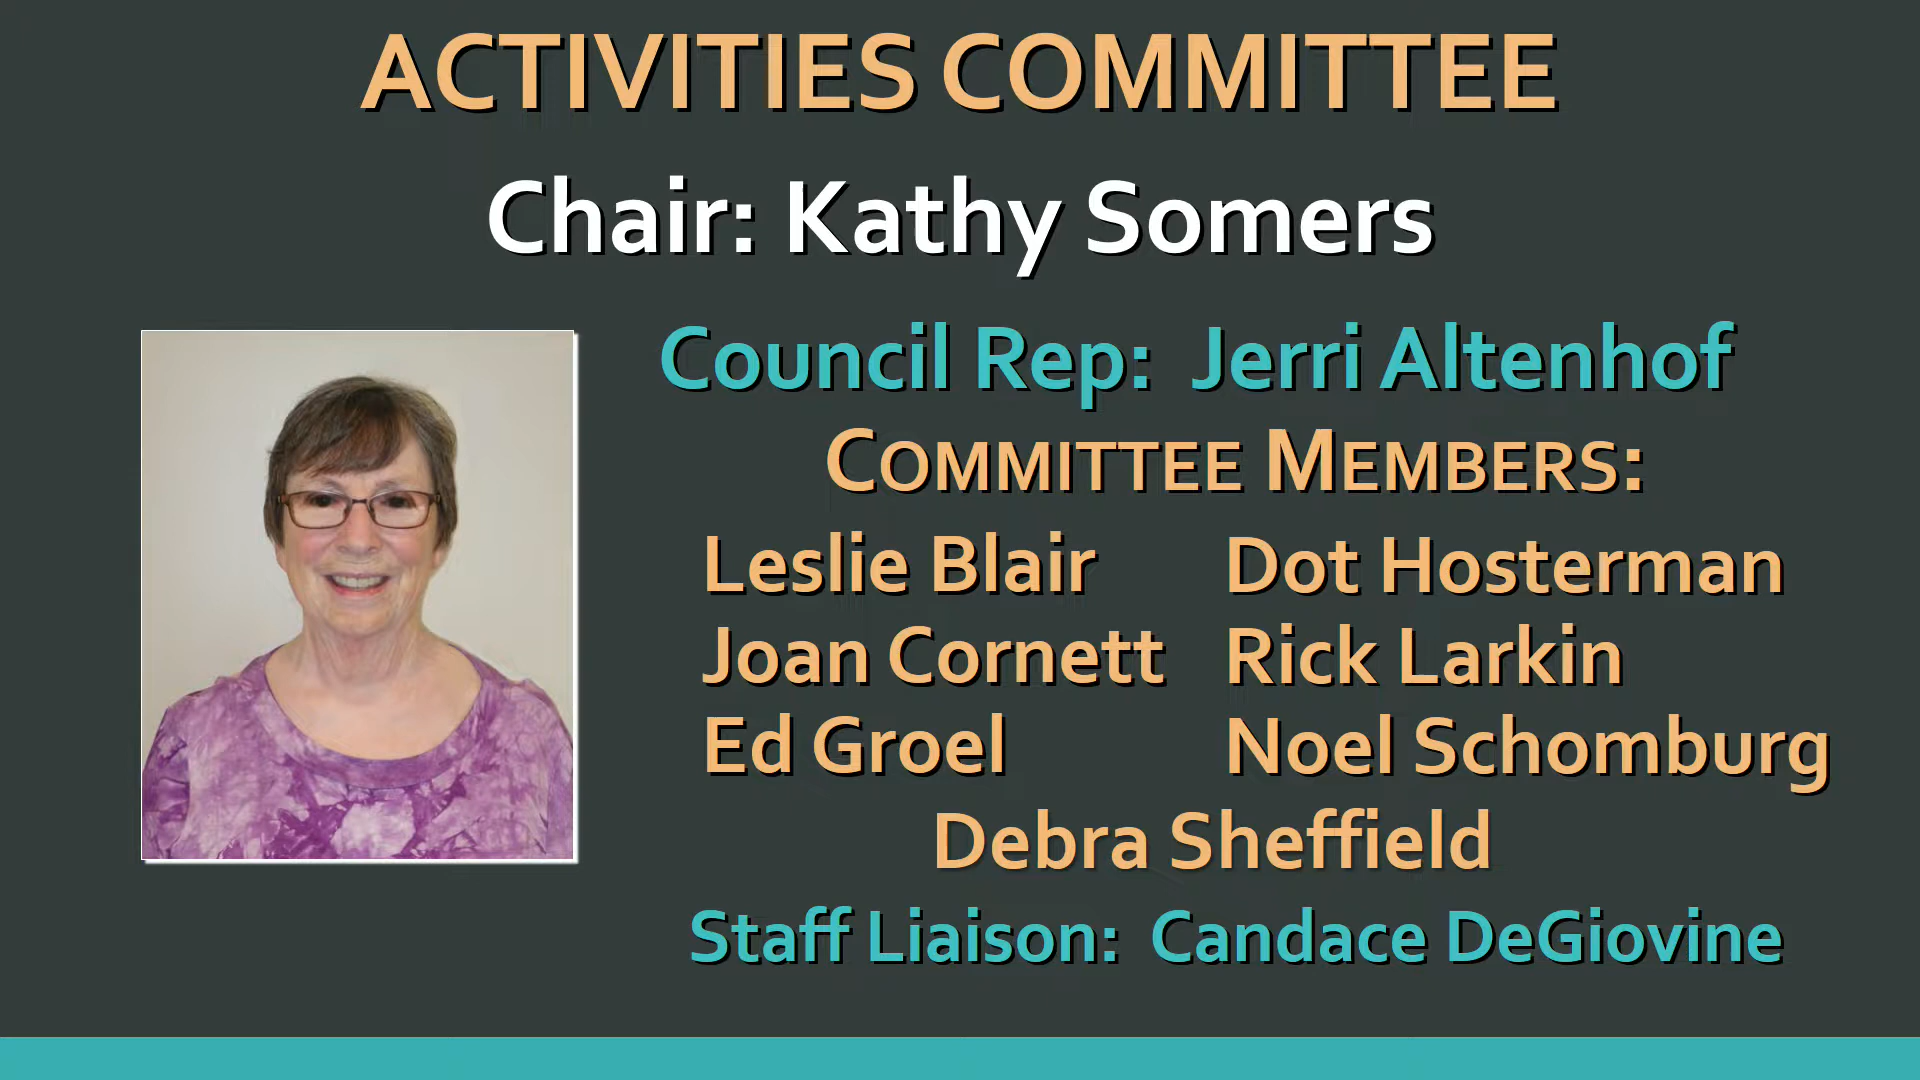 ACTIVITIES COMMITTEE
Chair: Kathy Somers
Council Rep: Jerri Altenhof
COMMITTEE MEMBERS:
Leslie Blair Dot Hosterman
Joan Cornett Rick Larkin
Ed Groel Noel Schomburg
Debra Sheffield
Staff Liaison: Candace DeGiovine